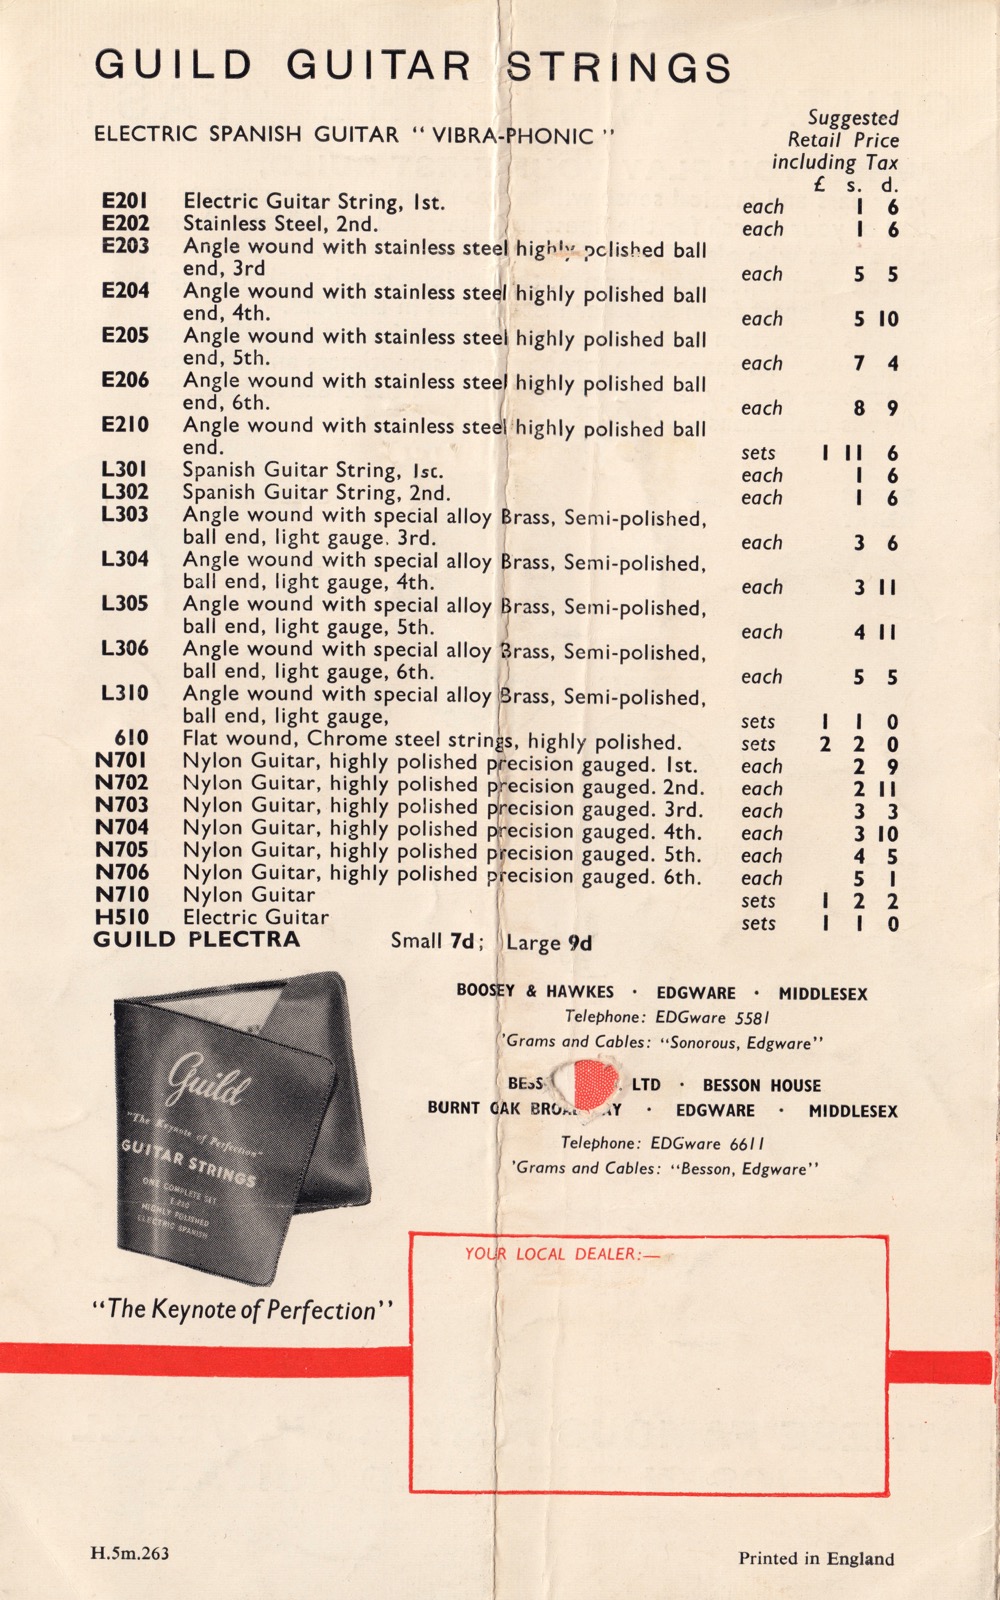 GUILD GUITAR STRINGS
ELECTRIC SPANISH GUITAR “VIBRA-PHONIC”
Suggested
Retail Price
including Tax
£ s. d.
E201 Electric Guitar String, 1st. each 1 6
E202 Stainless Steel, 2nd. each 1 6
E203 Angle wound with stainless steel highly polished ball
end, 3rd each 5 5
E204 Angle wound with stainless steel highly polished ball
end, 4th. each 5 10
E205 Angle wound with stainless steel highly polished ball
end, 5th. each 7 4
E206 Angle wound with stainless steel highly polished ball
end, 6th. each 8 9
E210 Angle wound with stainless steel highly polished ball
end. sets 1 11 6
L301 Spanish Guitar String, 1st. each 1 6
L302 Spanish Guitar String, 2nd. each 1 6
L303 Angle wound with special alloy Brass, Semi-polished,
ball end, light gauge. 3rd. each 3 6
L304 Angle wound with special alloy Brass, Semi-polished,
ball end, light gauge, 4th. each 3 11
L305 Angle wound with special alloy Brass, Semi-polished,
ball end, light gauge, 5th. each 4 11
L306 Angle wound with special alloy Brass, Semi-polished,
ball end, light gauge, 6th. each 5 5
L310 Angle wound with special alloy Brass, Semi-polished,
ball end, light gauge, sets 1 1 0
610 Flat wound, Chrome steel strings, highly polished. sets 2 2 0
N701 Nylon Guitar, highly polished precision gauged. 1st. each 2 9
N702 Nylon Guitar, highly polished precision gauged. 2nd. each 2 11
N703 Nylon Guitar, highly polished precision gauged. 3rd. each 3 3
N704 Nylon Guitar, highly polished precision gauged. 4th. each 3 10
N705 Nylon Guitar, highly polished precision gauged. 5th. each 4 5
N706 Nylon Guitar, highly polished precision gauged. 6th. each 5 1
N710 Nylon Guitar sets 1 2 2
H510 Electric Guitar sets 1 1 0
GUILD PLECTRA Small 7d; Large 9d
BOOSEY & HAWKES · EDGWARE · MIDDLESEX
Telephone: EDGware 5581
'Grams and Cables: “Sonorous, Edgware”
LTD · BESSON HOUSE
BURNT OAK · EDGWARE · MIDDLESEX
Telephone: EDGware 6611
'Grams and Cables: “Besson, Edgware”
Guild
"The Keynote of Perfection"
GUITAR STRINGS
ONE COMPLETE SET
E 210
HIGHLY POLISHED
ELECTRIC SPANISH
“The Keynote of Perfection”
YOUR LOCAL DEALER:—
H.5m.263
Printed in England